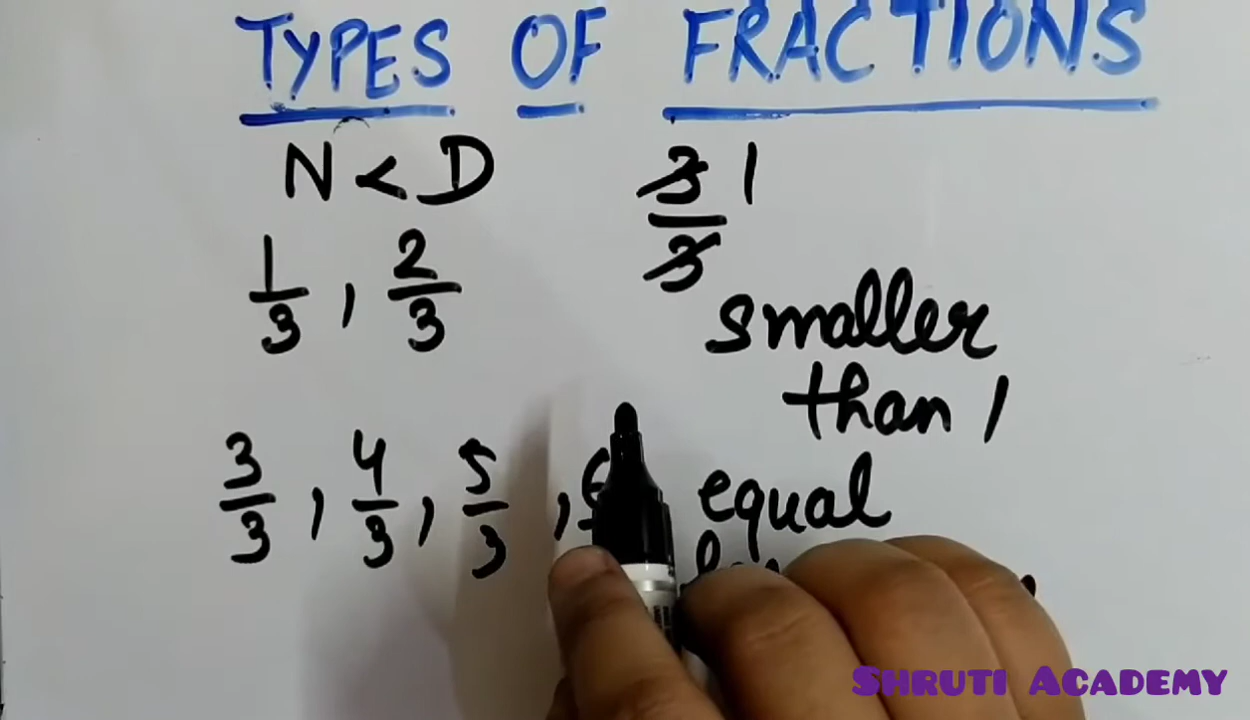 TYPES OF FRACTIONS
N < D
1/3, 2/3
3/3 1
smaller
than 1
3/3, 4/3, 5/3,
equal
SHRUTI ACADEMY